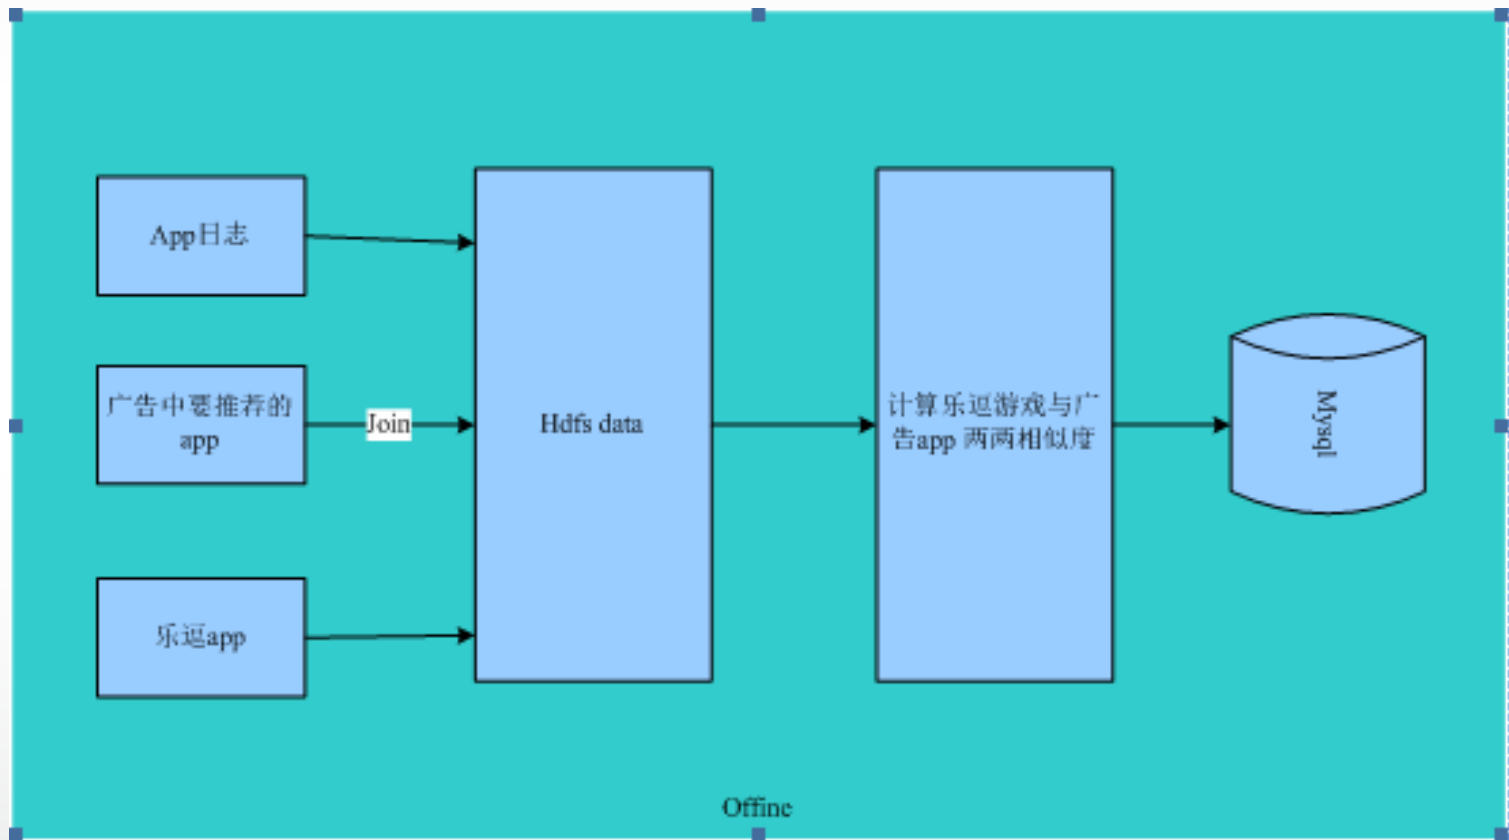 App日志
广告中要推荐的
app
Join
乐逗app
Hdfs data
计算乐逗游戏与广
告app 两两相似度
Mysql
Offine